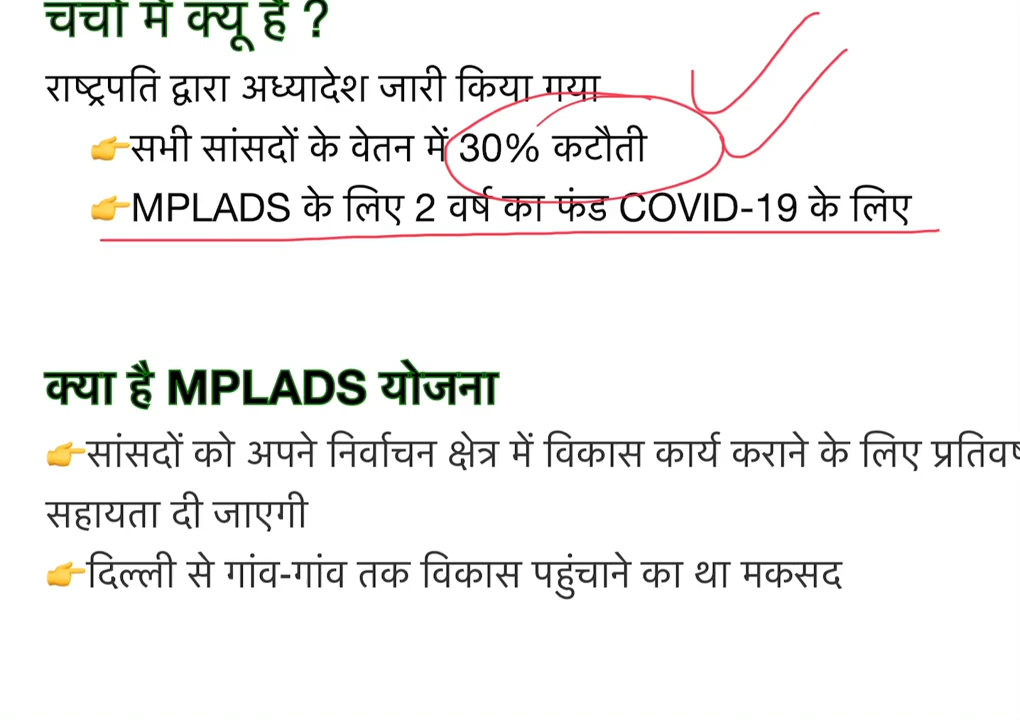 चर्चा में क्यूं है ?
राष्ट्रपति द्वारा अध्यादेश जारी किया गया
👉सभी सांसदों के वेतन में 30% कटौती
👉MPLADS के लिए 2 वर्ष का फंड COVID-19 के लिए
क्या है MPLADS योजना
👉सांसदों को अपने निर्वाचन क्षेत्र में विकास कार्य कराने के लिए
सहायता दी जाएगी
👉दिल्ली से गांव-गांव तक विकास पहुंचाने का था मकसद